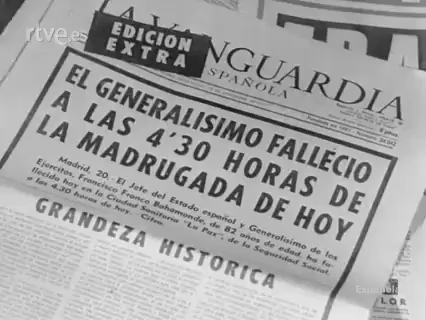 rtve.es
EDICION
EXTRA
VANGUARDIA
ESPAÑOLA
EL GENERALISIMO FALLECIO
A LAS 4'30 HORAS DE
LA MADRUGADA DE HOY
Madrid, 20. El Jefe del Estado español y Generalísimo de los
Ejércitos, Francisco Franco Bahamonde, de 82 años de edad, ha fa-
llecido hoy en la Ciudad Sanitaria "La Paz", de la Seguridad Social,
a las 4.30 horas de hoy. — Cifra.
GRANDEZA HISTORICA